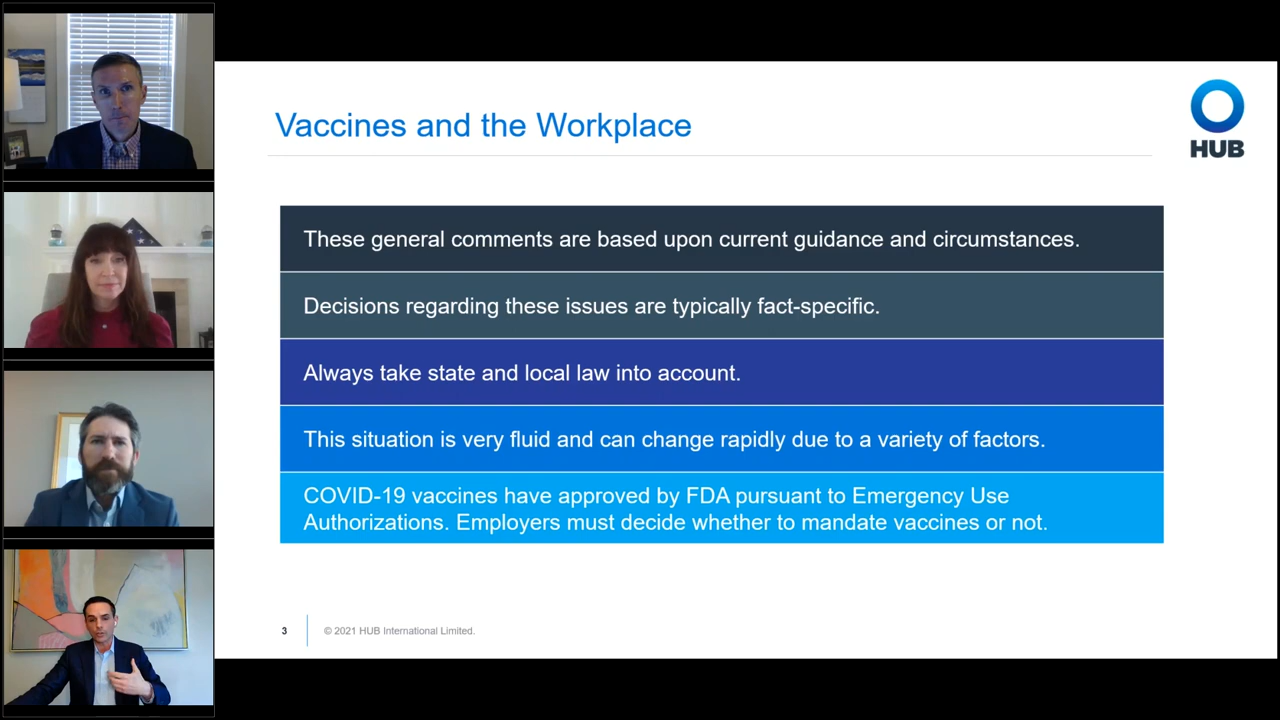 Vaccines and the Workplace
HUB
These general comments are based upon current guidance and circumstances.
Decisions regarding these issues are typically fact-specific.
Always take state and local law into account.
This situation is very fluid and can change rapidly due to a variety of factors.
COVID-19 vaccines have approved by FDA pursuant to Emergency Use
Authorizations. Employers must decide whether to mandate vaccines or not.
3
© 2021 HUB International Limited.